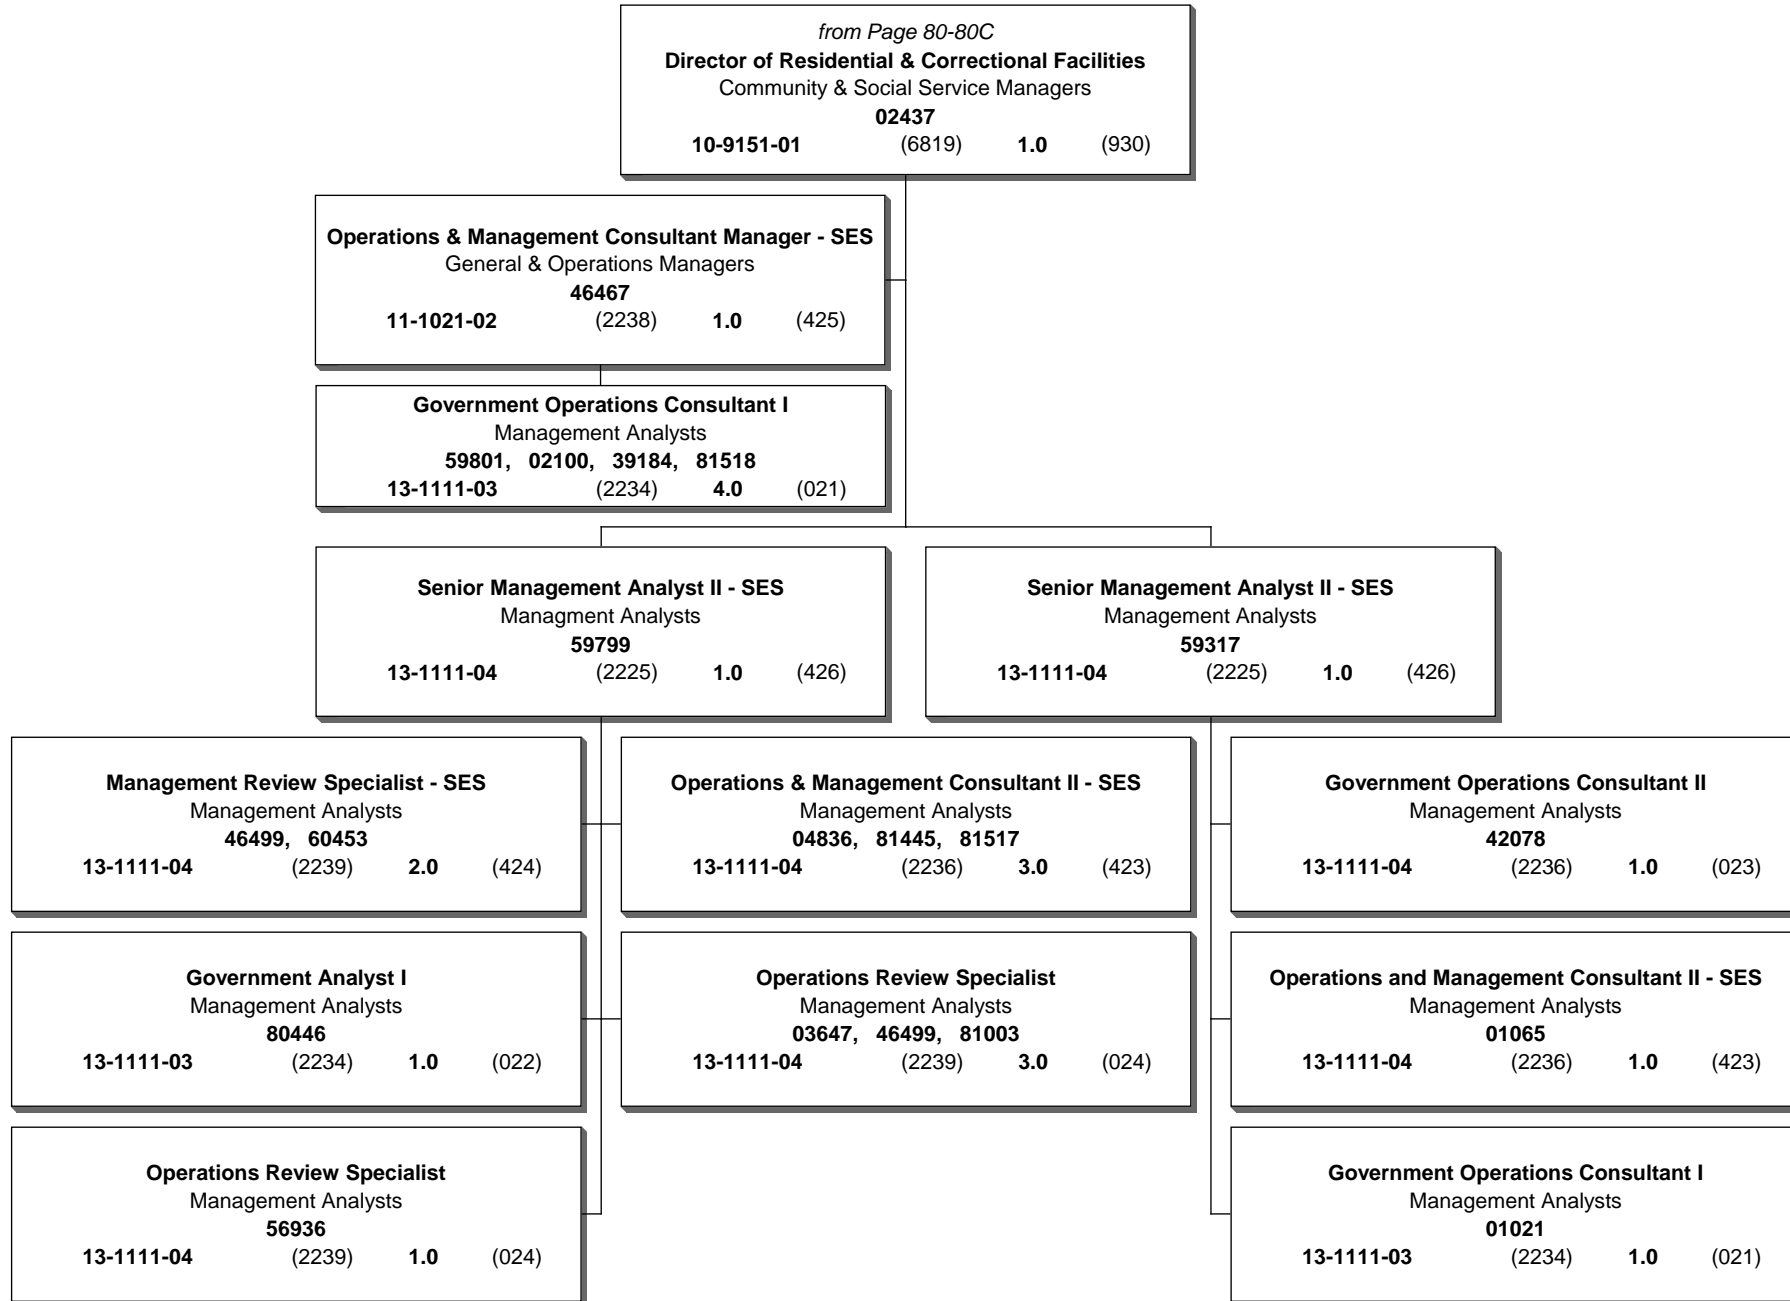 from Page 80-80C
Director of Residential & Correctional Facilities
Community & Social Service Managers
02437
10-9151-01 (6819) 1.0 (930)
Operations & Management Consultant Manager - SES
General & Operations Managers
46467
11-1021-02 (2238) 1.0 (425)
Government Operations Consultant I
Management Analysts
59801, 02100, 39184, 81518
13-1111-03 (2234) 4.0 (021)
Senior Management Analyst II - SES
Managment Analysts
59799
13-1111-04 (2225) 1.0 (426)
Senior Management Analyst II - SES
Management Analysts
59317
13-1111-04 (2225) 1.0 (426)
Management Review Specialist - SES
Management Analysts
46499, 60453
13-1111-04 (2239) 2.0 (424)
Operations & Management Consultant II - SES
Management Analysts
04836, 81445, 81517
13-1111-04 (2236) 3.0 (423)
Government Operations Consultant II
Management Analysts
42078
13-1111-04 (2236) 1.0 (023)
Government Analyst I
Management Analysts
80446
13-1111-03 (2234) 1.0 (022)
Operations Review Specialist
Management Analysts
03647, 46499, 81003
13-1111-04 (2239) 3.0 (024)
Operations and Management Consultant II - SES
Management Analysts
01065
13-1111-04 (2236) 1.0 (423)
Operations Review Specialist
Management Analysts
56936
13-1111-04 (2239) 1.0 (024)
Government Operations Consultant I
Management Analysts
01021
13-1111-03 (2234) 1.0 (021)